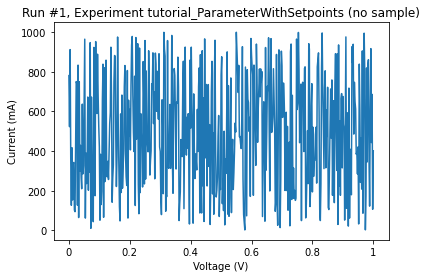 Run #1, Experiment tutorial_ParameterWithSetpoints (no sample)
1000
800
600
400
200
0
Current (mA)
0 0.2 0.4 0.6 0.8 1
Voltage (V)